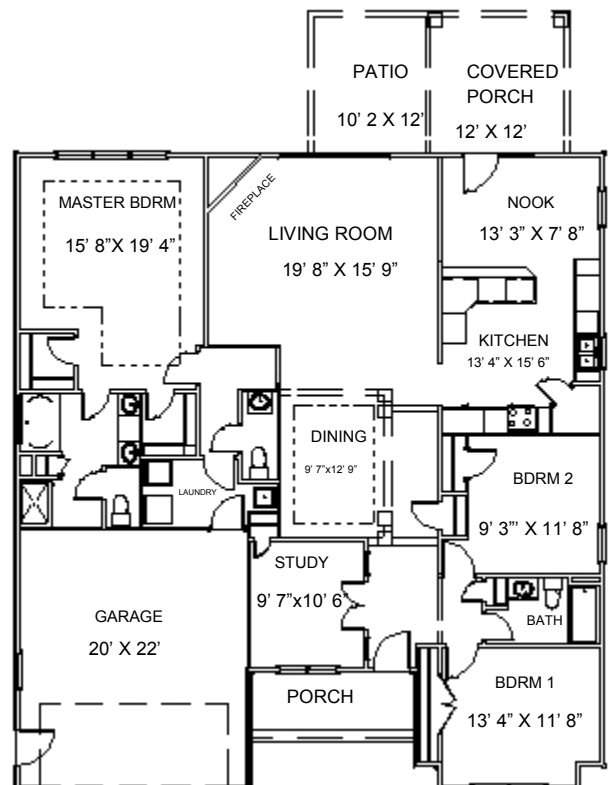 PATIO
10' 2 X 12'
COVERED
PORCH
12' X 12'
MASTER BDRM
15' 8"X 19' 4"
FIREPLACE
LIVING ROOM
19' 8" X 15' 9"
NOOK
13' 3" X 7' 8"
KITCHEN
13' 4" X 15' 6"
DINING
9' 7"x12' 9"
LAUNDRY
BDRM 2
9' 3"' X 11' 8"
STUDY
9' 7"x10' 6"
BATH
GARAGE
20' X 22'
PORCH
BDRM 1
13' 4" X 11' 8"